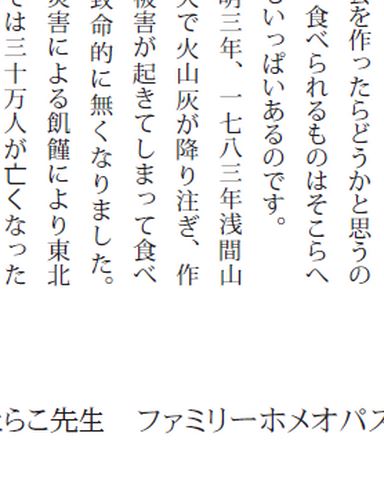 を作ったらどうかと思うの
食べられるものはそこらへ
いっぱいあるのです。
明三年、一七八三年浅間山
で火山灰が降り注ぎ、作
被害が起きてしまって食べ
致命的に無くなりました。
災害による飢饉により東北
では三十万人が亡くなった
らこ先生　ファミリーホメオパス